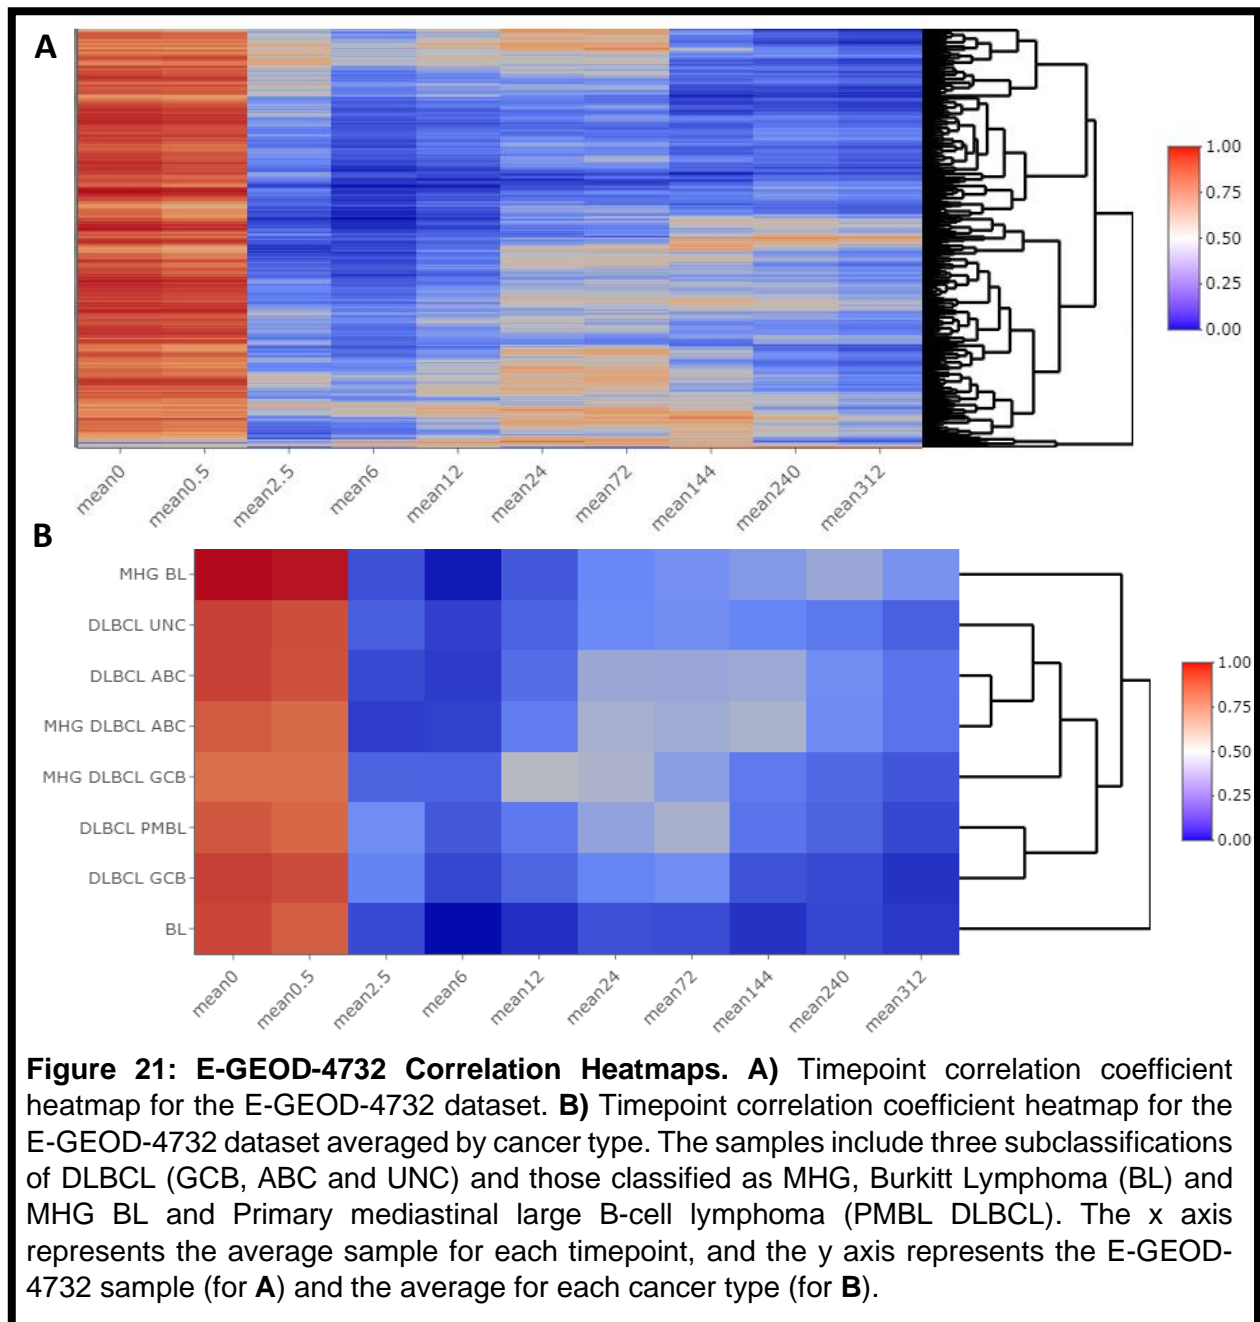 A
1.00
0.75
0.50
0.25
0.00
mean0
mean0.5
mean2.5
mean6
mean12
mean24
mean72
mean144
mean240
mean312
B
MHG BL
DLBCL UNC
DLBCL ABC
MHG DLBCL ABC
MHG DLBCL GCB
DLBCL PMBL
DLBCL GCB
BL
1.00
0.75
0.50
0.25
0.00
mean0
mean0.5
mean2.5
mean6
mean12
mean24
mean72
mean144
mean240
mean312
Figure 21: E-GEOD-4732 Correlation Heatmaps. A) Timepoint correlation coefficient
heatmap for the E-GEOD-4732 dataset. B) Timepoint correlation coefficient heatmap for the
E-GEOD-4732 dataset averaged by cancer type. The samples include three subclassifications
of DLBCL (GCB, ABC and UNC) and those classified as MHG, Burkitt Lymphoma (BL) and
MHG BL and Primary mediastinal large B-cell lymphoma (PMBL DLBCL). The x axis
represents the average sample for each timepoint, and the y axis represents the E-GEOD-
4732 sample (for A) and the average for each cancer type (for B).